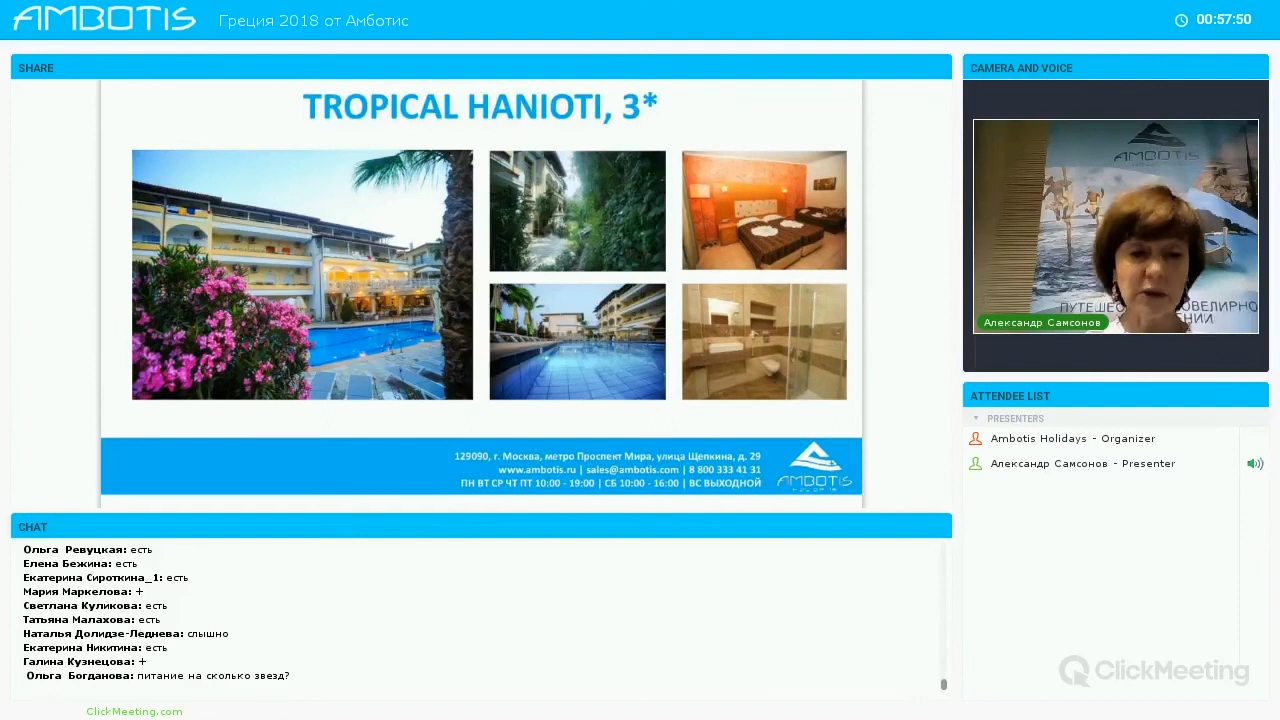 AMBOTIS
Греция 2018 от Амботис
00:57:50
SHARE
TROPICAL HANIOTI, 3*
129090, г. Москва, метро Проспект Мира, улица Щепкина, д. 29
www.ambotis.ru | sales@ambotis.com | 8 800 333 41 31
ПН ВТ СР ЧТ ПТ 10:00 - 19:00 | СБ 10:00 - 16:00 | ВС ВЫХОДНОЙ
AMBOTIS
HOLIDAYS
CAMERA AND VOICE
AMBOTIS
Александр Самсонов
ATTENDEE LIST
PRESENTERS
Ambotis Holidays - Organizer
Александр Самсонов - Presenter
CHAT
Ольга Ревуцкая: есть
Елена Бежина: есть
Екатерина Сироткина_1: есть
Мария Маркелова: +
Светлана Куликова: есть
Татьяна Малахова: есть
Наталья Долидзе-Леднева: слышно
Екатерина Никитина: есть
Галина Кузнецова: +
Ольга Богданова: питание на сколько звезд?
ClickMeeting
ClickMeeting.com